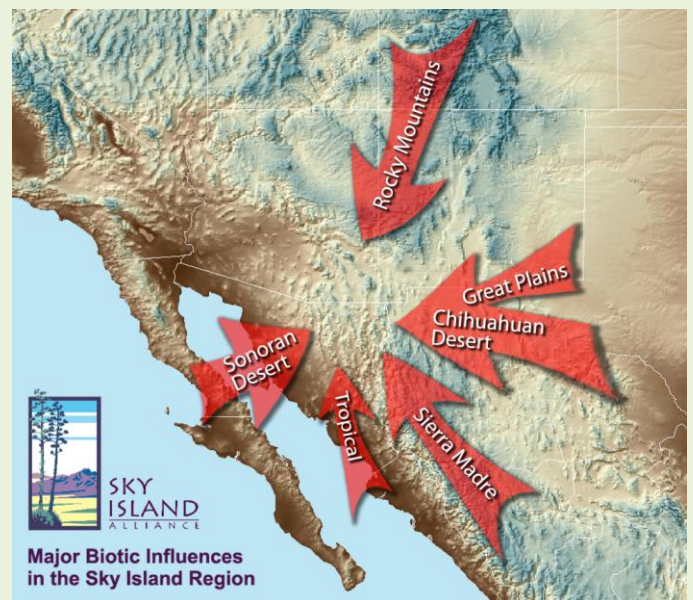 Rocky Mountains
Great Plains
Chihuahuan
Desert
Sonoran
Desert
Tropical
Sierra Madre
SKY
ISLAND
ALLIANCE
Major Biotic Influences
in the Sky Island Region